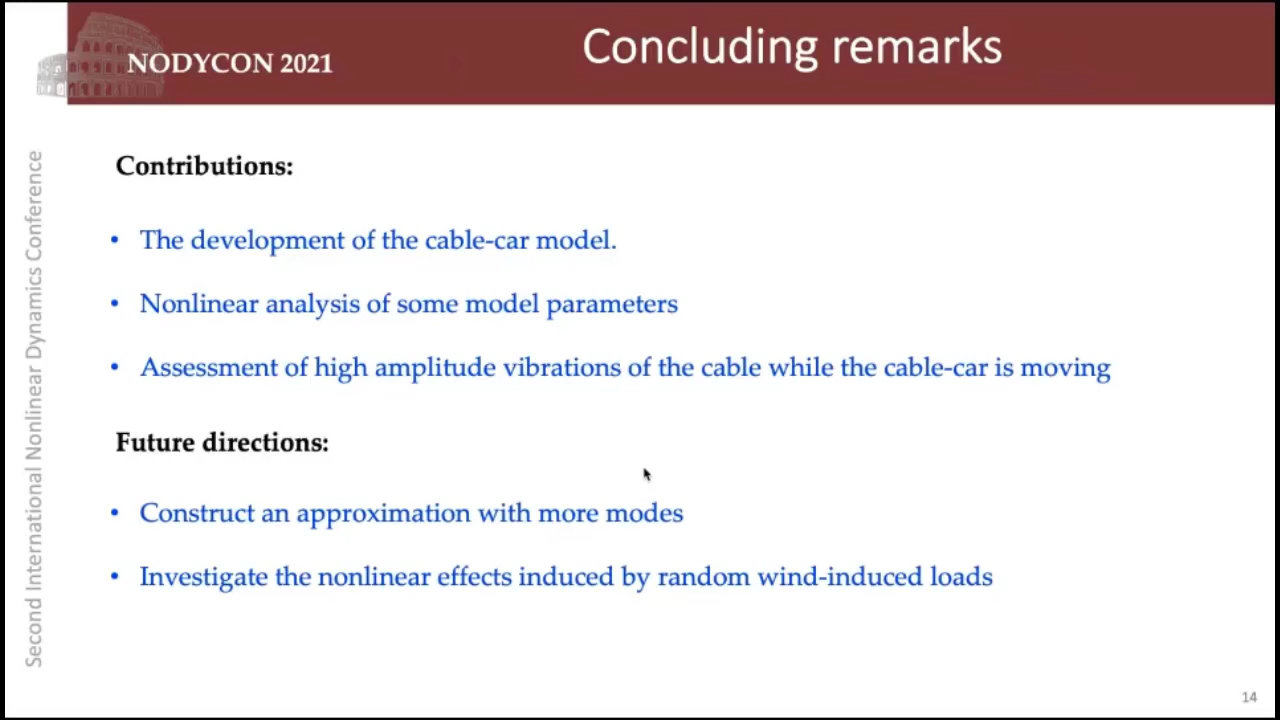 NODYCON 2021
Concluding remarks
Second International Nonlinear Dynamics Conference
Contributions:
• The development of the cable-car model.
• Nonlinear analysis of some model parameters
• Assessment of high amplitude vibrations of the cable while the cable-car is moving
Future directions:
• Construct an approximation with more modes
• Investigate the nonlinear effects induced by random wind-induced loads
14